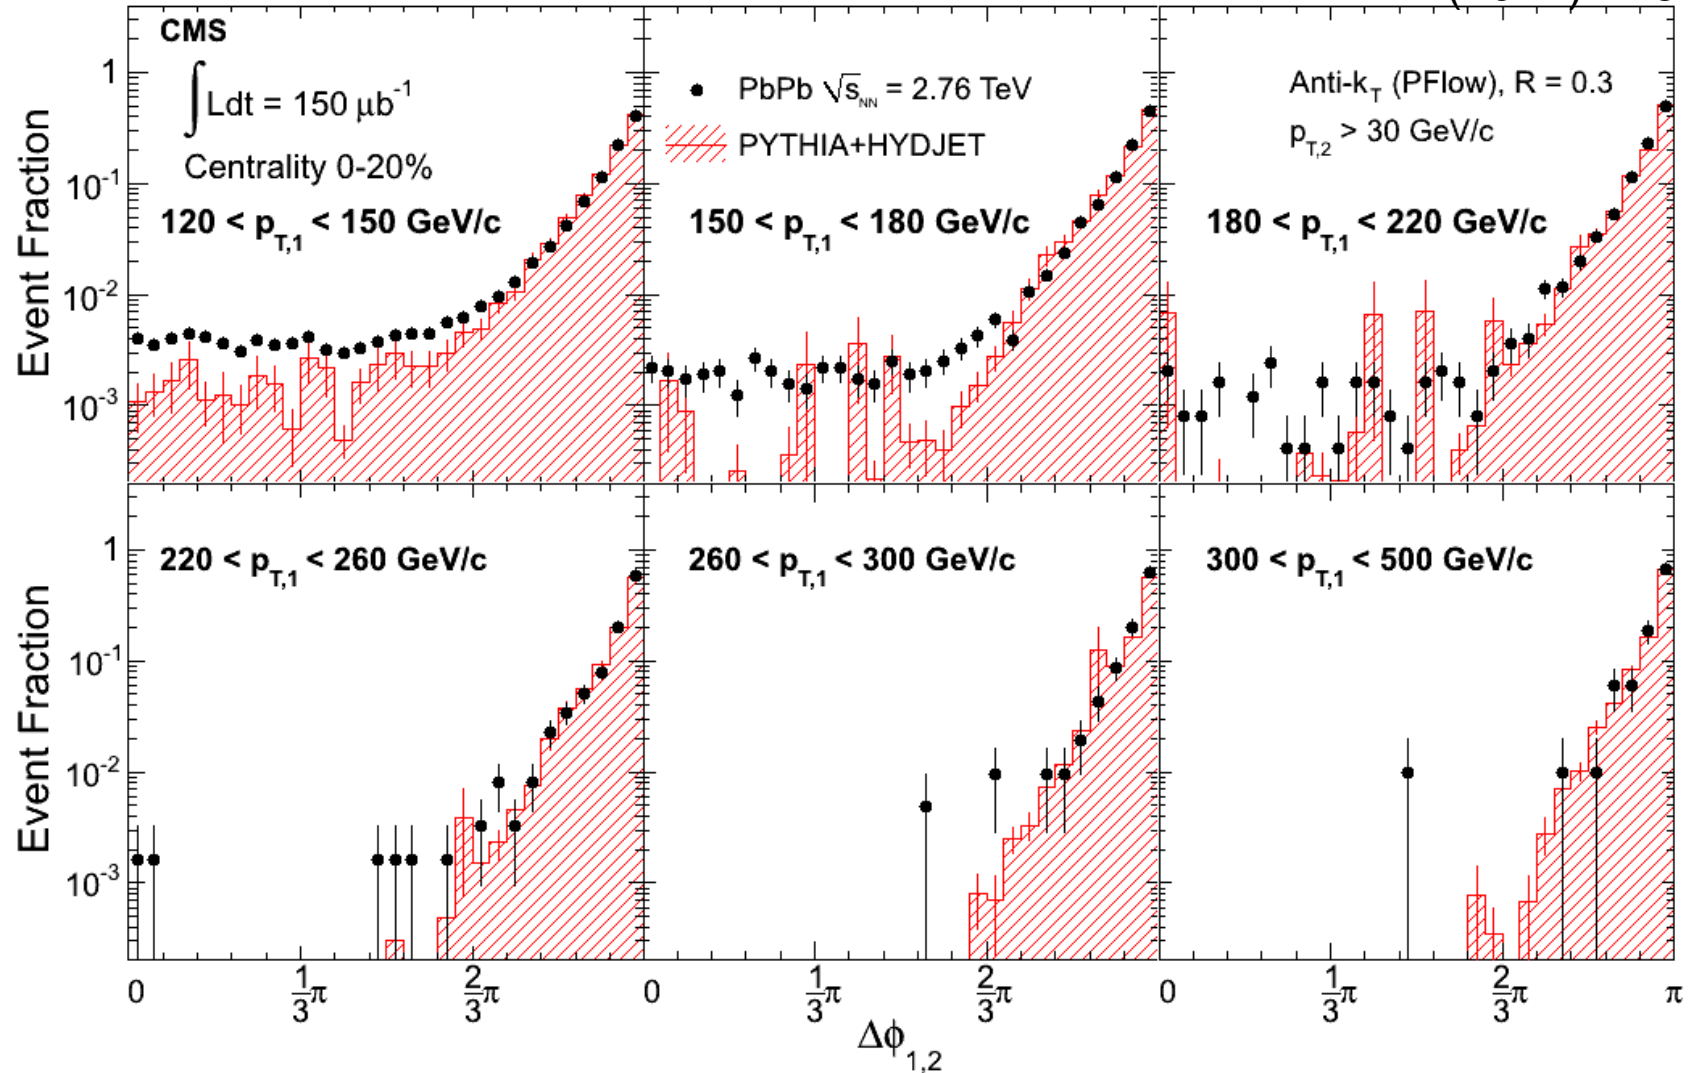 CMS
∫Ldt = 150 μb⁻¹
Centrality 0-20%
120 < p_T,1 < 150 GeV/c
PbPb √s_NN = 2.76 TeV
PYTHIA+HYDJET
150 < p_T,1 < 180 GeV/c
Anti-k_T (PFlow), R = 0.3
p_T,2 > 30 GeV/c
180 < p_T,1 < 220 GeV/c
Event Fraction
1
10⁻¹
10⁻²
10⁻³
220 < p_T,1 < 260 GeV/c
260 < p_T,1 < 300 GeV/c
300 < p_T,1 < 500 GeV/c
Event Fraction
1
10⁻¹
10⁻²
10⁻³
0 1/3π 2/3π 0 1/3π 2/3π 0 1/3π 2/3π π
Δϕ_1,2